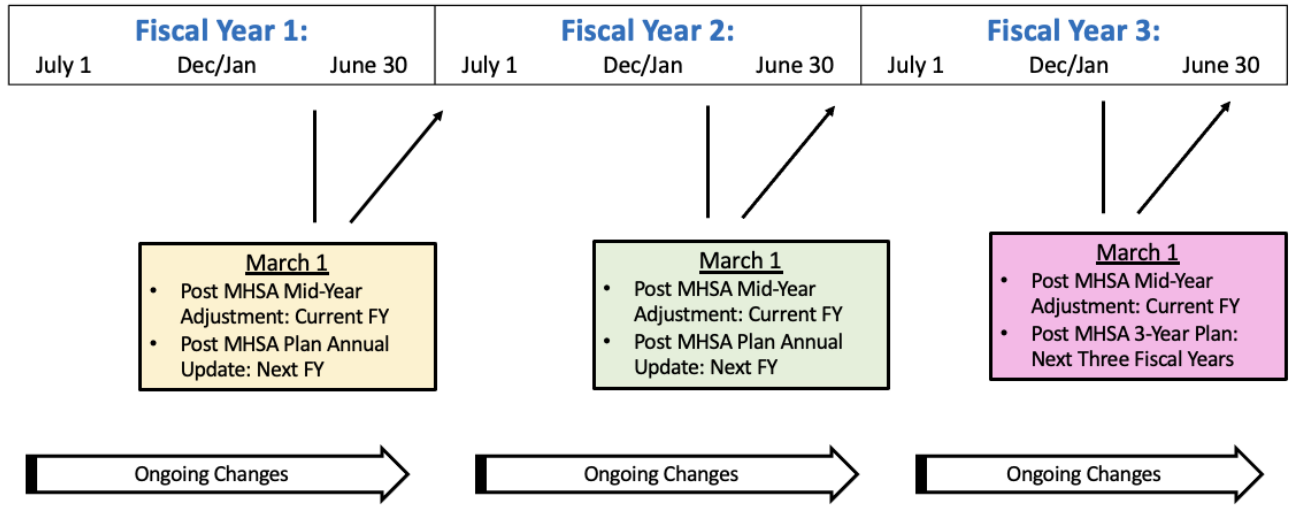 Fiscal Year 1:
July 1 Dec/Jan June 30
Fiscal Year 2:
July 1 Dec/Jan June 30
Fiscal Year 3:
July 1 Dec/Jan June 30
March 1
• Post MHSA Mid-Year
Adjustment: Current FY
• Post MHSA Plan Annual
Update: Next FY
March 1
• Post MHSA Mid-Year
Adjustment: Current FY
• Post MHSA Plan Annual
Update: Next FY
March 1
• Post MHSA Mid-Year
Adjustment: Current FY
• Post MHSA 3-Year Plan:
Next Three Fiscal Years
Ongoing Changes
Ongoing Changes
Ongoing Changes